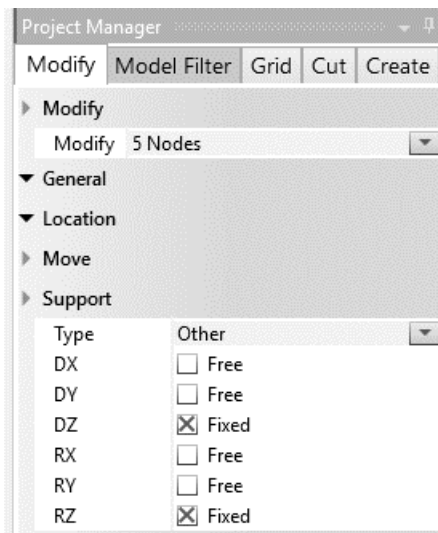 Project Manager
Modify Model Filter Grid Cut Create
Modify
Modify 5 Nodes
General
Location
Move
Support
Type Other
DX Free
DY Free
DZ Fixed
RX Free
RY Free
RZ Fixed